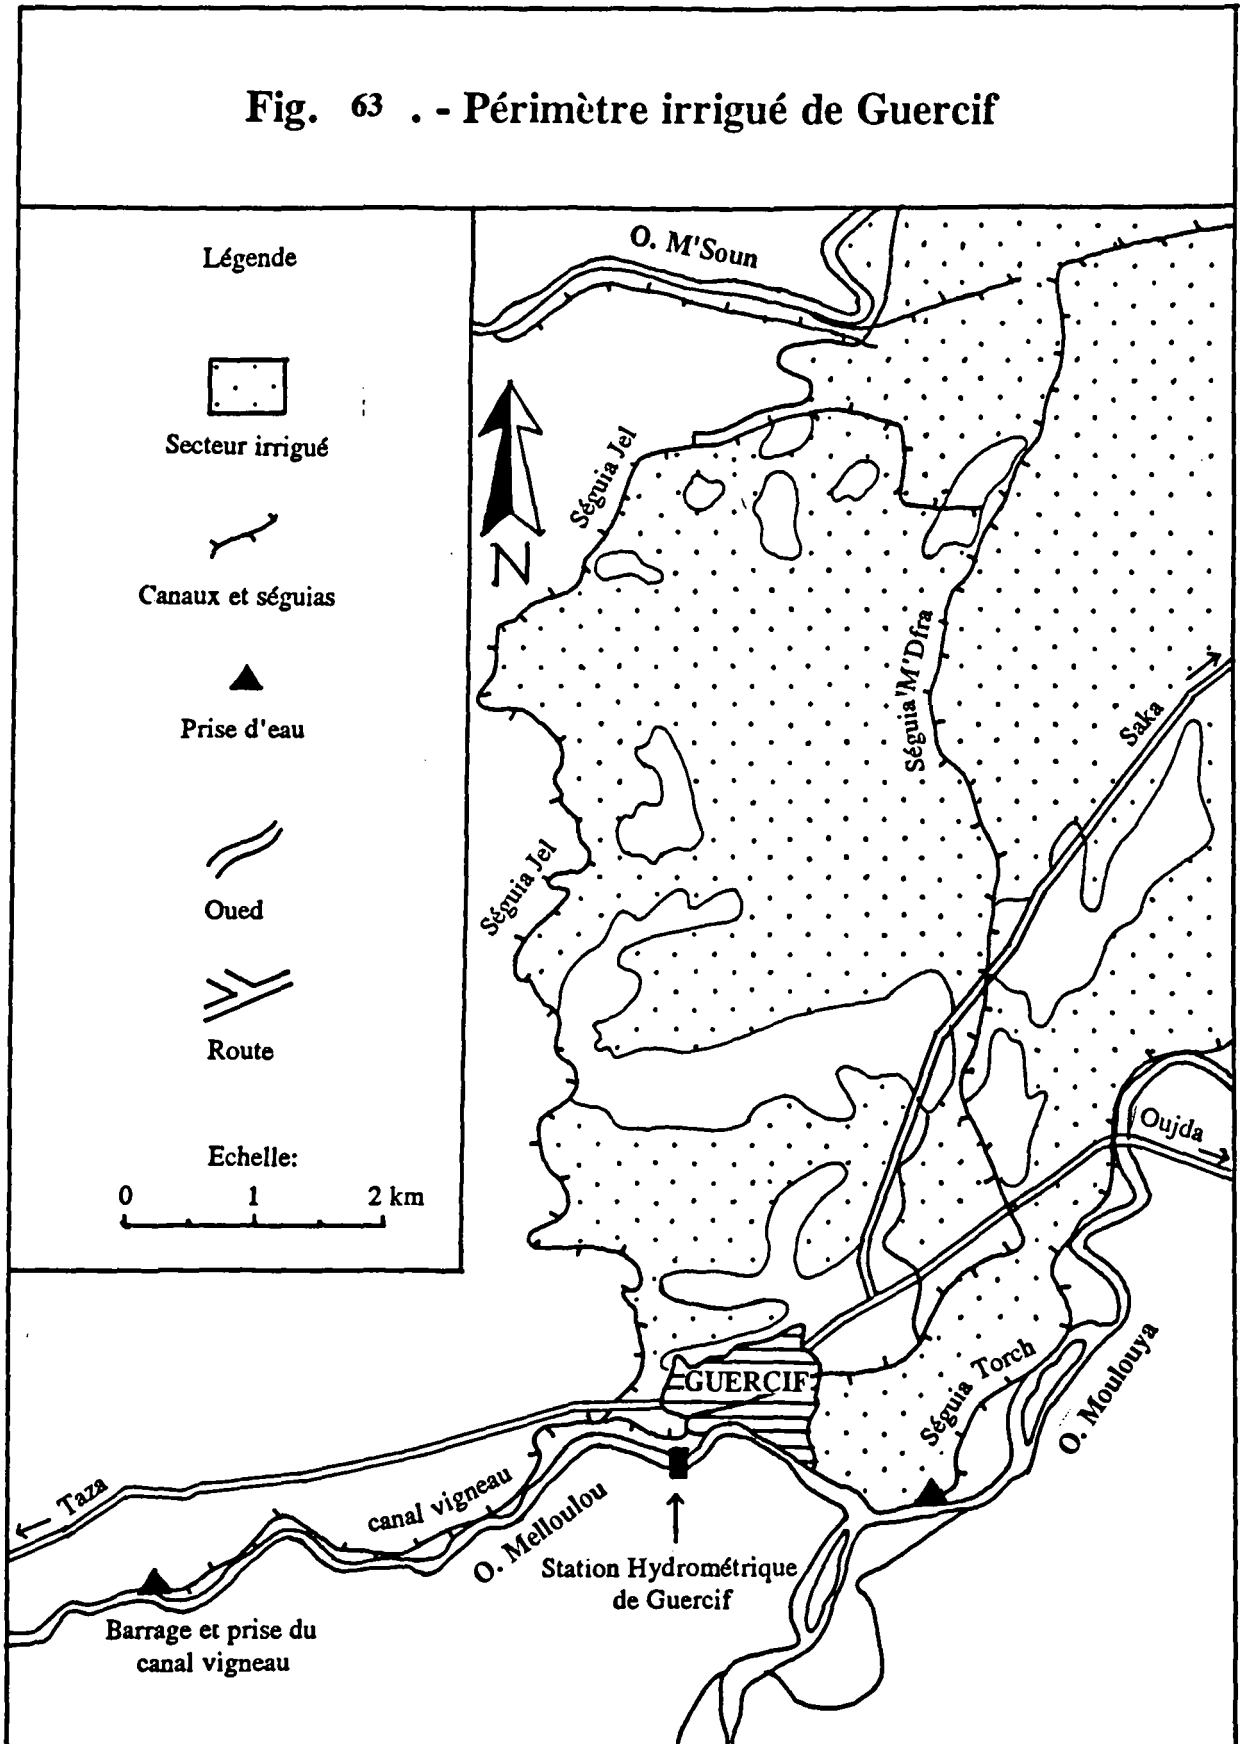 Fig. 63 . - Périmètre irrigué de Guercif
Légende
Secteur irrigué
Canaux et séguias
Prise d'eau
Oued
Route
Echelle:
0 1 2 km
O. M'Soun
Séguia Jel
N
Séguia M'Dfra
Saka
Séguia Jel
Oujda
GUERCIF
Séguia Torch
O. Moulouya
Taza
canal vigneau
O. Melloulou
Station Hydrométrique
de Guercif
Barrage et prise du
canal vigneau